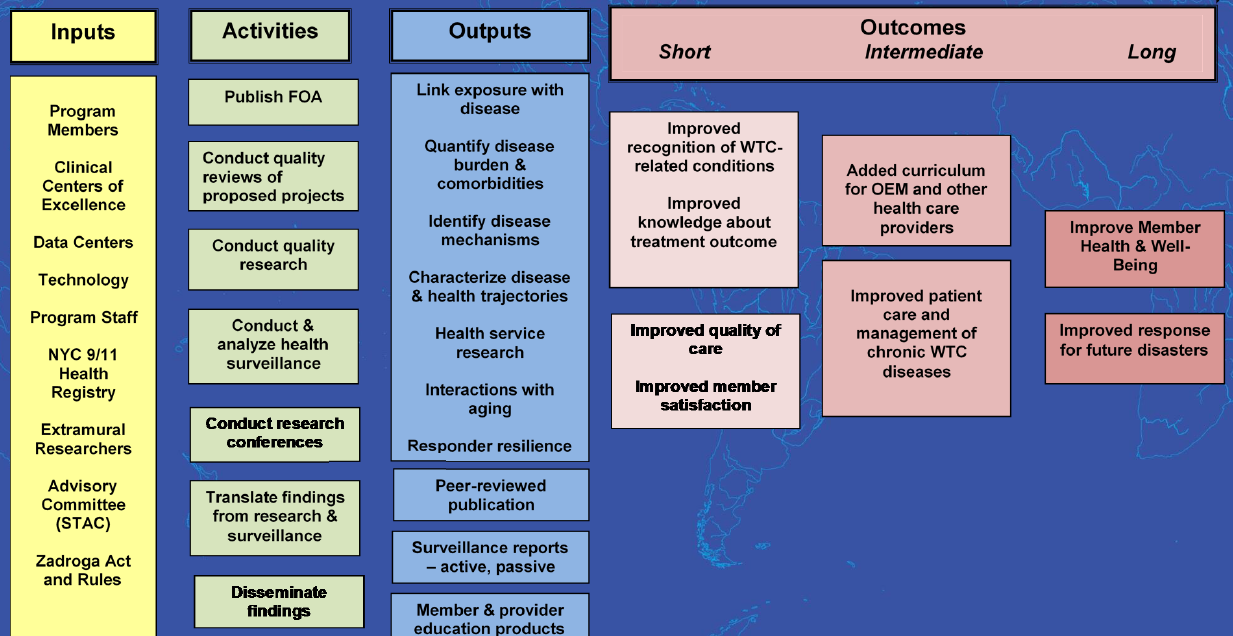 Inputs
Activities
Outputs
Outcomes
Short
Intermediate
Long
Program
Members
Clinical
Centers of
Excellence
Data Centers
Technology
Program Staff
NYC 9/11
Health
Registry
Extramural
Researchers
Advisory
Committee
(STAC)
Zadroga Act
and Rules
Publish FOA
Conduct quality
reviews of
proposed projects
Conduct quality
research
Conduct &
analyze health
surveillance
Conduct research
conferences
Translate findings
from research &
surveillance
Disseminate
findings
Link exposure with
disease
Quantify disease
burden &
comorbidities
Identify disease
mechanisms
Characterize disease
& health trajectories
Health service
research
Interactions with
aging
Responder resilience
Peer-reviewed
publication
Surveillance reports
– active, passive
Member & provider
education products
Improved
recognition of WTC-
related conditions
Improved
knowledge about
treatment outcome
Improved quality of
care
Improved member
satisfaction
Added curriculum
for OEM and other
health care
providers
Improved patient
care and
management of
chronic WTC
diseases
Improve Member
Health & Well-
Being
Improved response
for future disasters